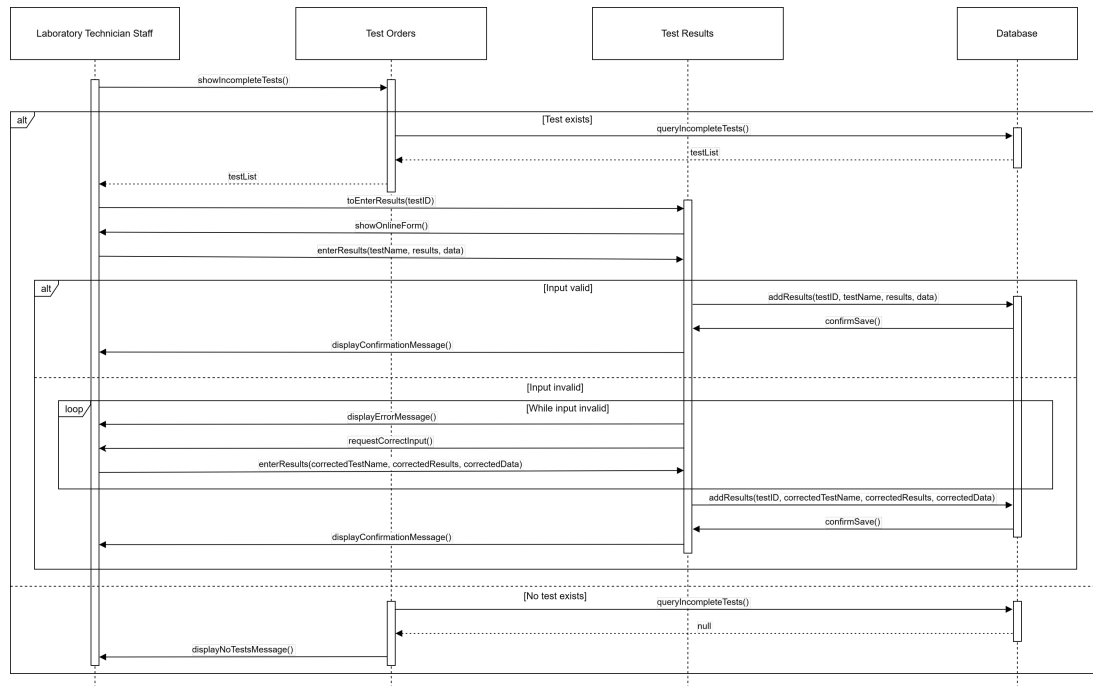 Laboratory Technician Staff
Test Orders
Test Results
Database
showIncompleteTests()
alt
[Test exists]
queryIncompleteTests()
testList
testList
toEnterResults(testID)
showOnlineForm()
enterResults(testName, results, data)
alt
[Input valid]
addResults(testID, testName, results, data)
confirmSave()
displayConfirmationMessage()
[Input invalid]
loop
[While input invalid]
displayErrorMessage()
requestCorrectInput()
enterResults(correctedTestName, correctedResults, correctedData)
addResults(testID, correctedTestName, correctedResults, correctedData)
confirmSave()
displayConfirmationMessage()
[No test exists]
queryIncompleteTests()
null
displayNoTestsMessage()